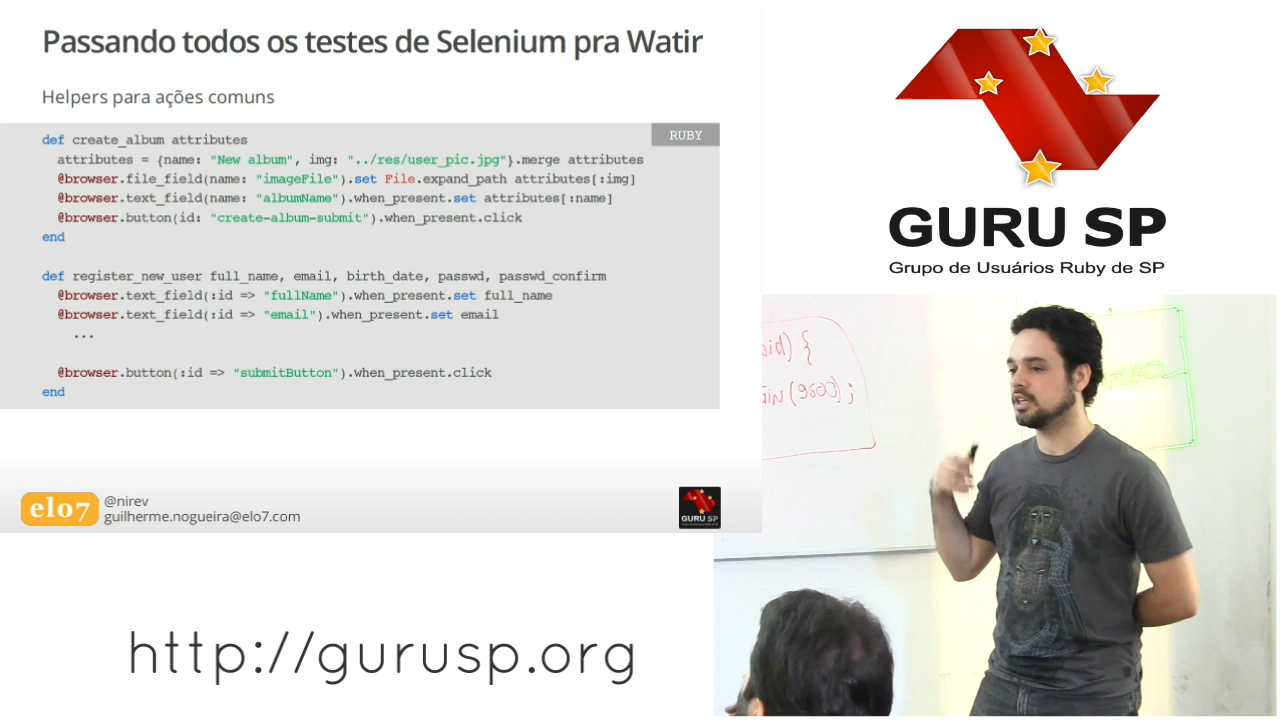 Passando todos os testes de Selenium pra Watir
Helpers para ações comuns
RUBY
def create_album attributes
  attributes = {name: "New album", img: "../res/user_pic.jpg"}.merge attributes
  @browser.file_field(name: "imageFile").set File.expand_path attributes[:img]
  @browser.text_field(name: "albumName").when_present.set attributes[:name]
  @browser.button(id: "create-album-submit").when_present.click
end
def register_new_user full_name, email, birth_date, passwd, passwd_confirm
  @browser.text_field(:id => "fullName").when_present.set full_name
  @browser.text_field(:id => "email").when_present.set email
    ...
  @browser.button(:id => "submitButton").when_present.click
end
elo7
@nirev
guilherme.nogueira@elo7.com
GURU SP
http://gurusp.org
GURU SP
Grupo de Usuários Ruby de SP
oid) {
(9600);